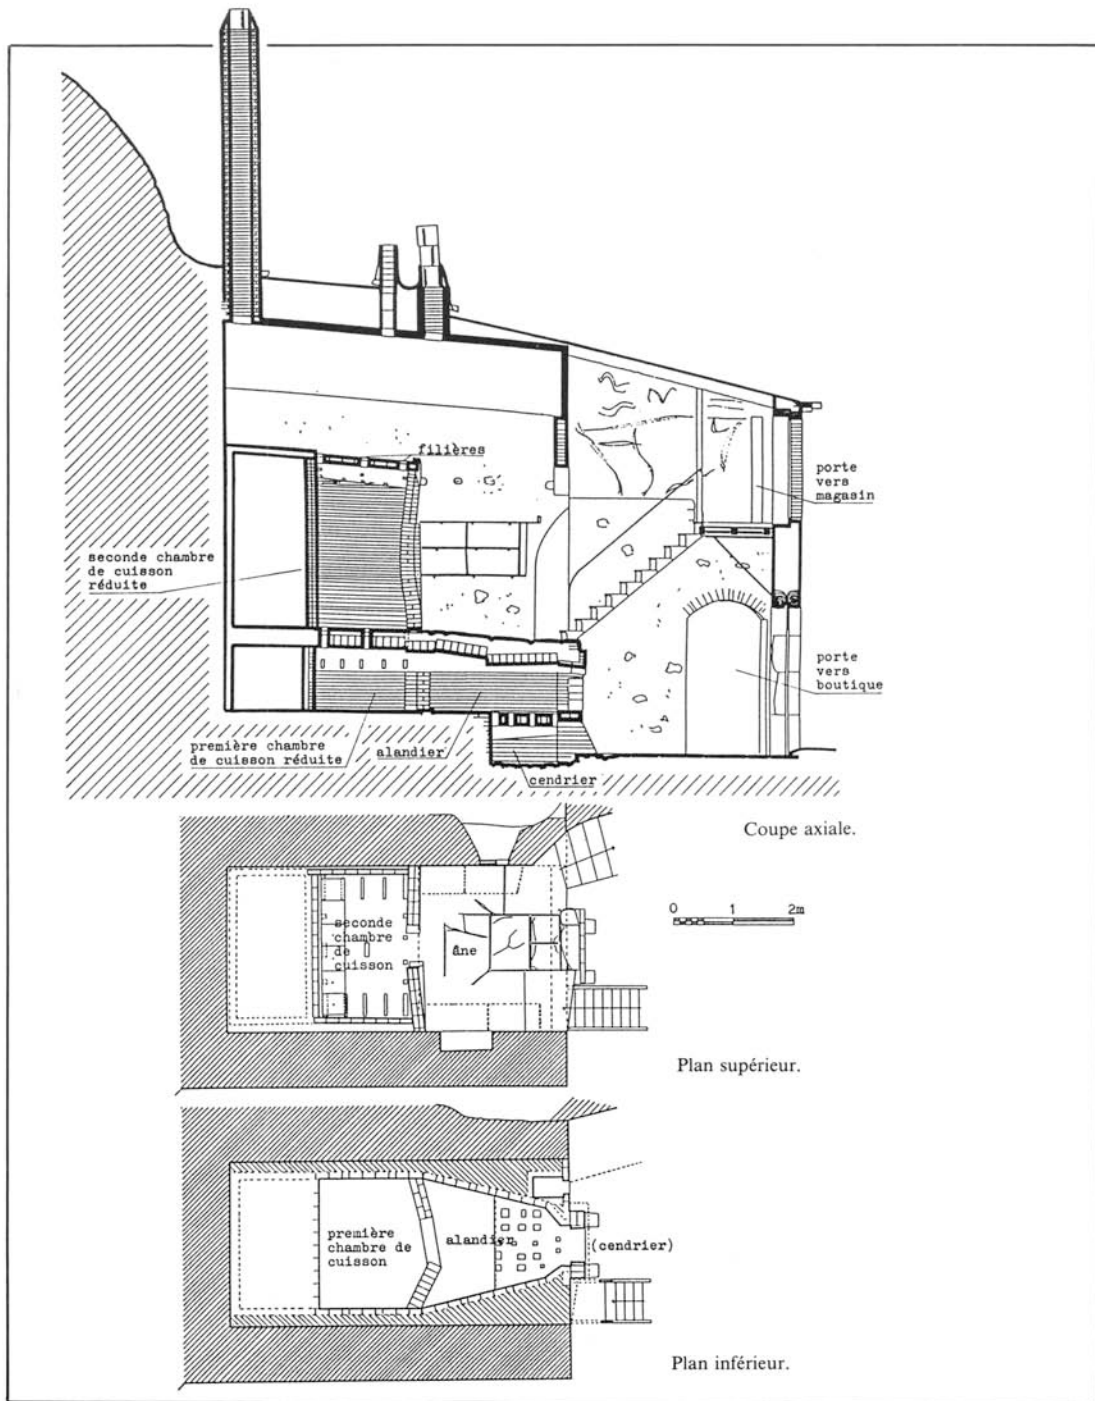 filières
porte
vers
magasin
seconde chambre
de cuisson
réduite
porte
vers
boutique
première chambre
de cuisson réduite
alandier
cendrier
Coupe axiale.
0 1 2m
seconde
chambre
de
cuisson
âne
Plan supérieur.
première
chambre de
cuisson
alandier
(cendrier)
Plan inférieur.